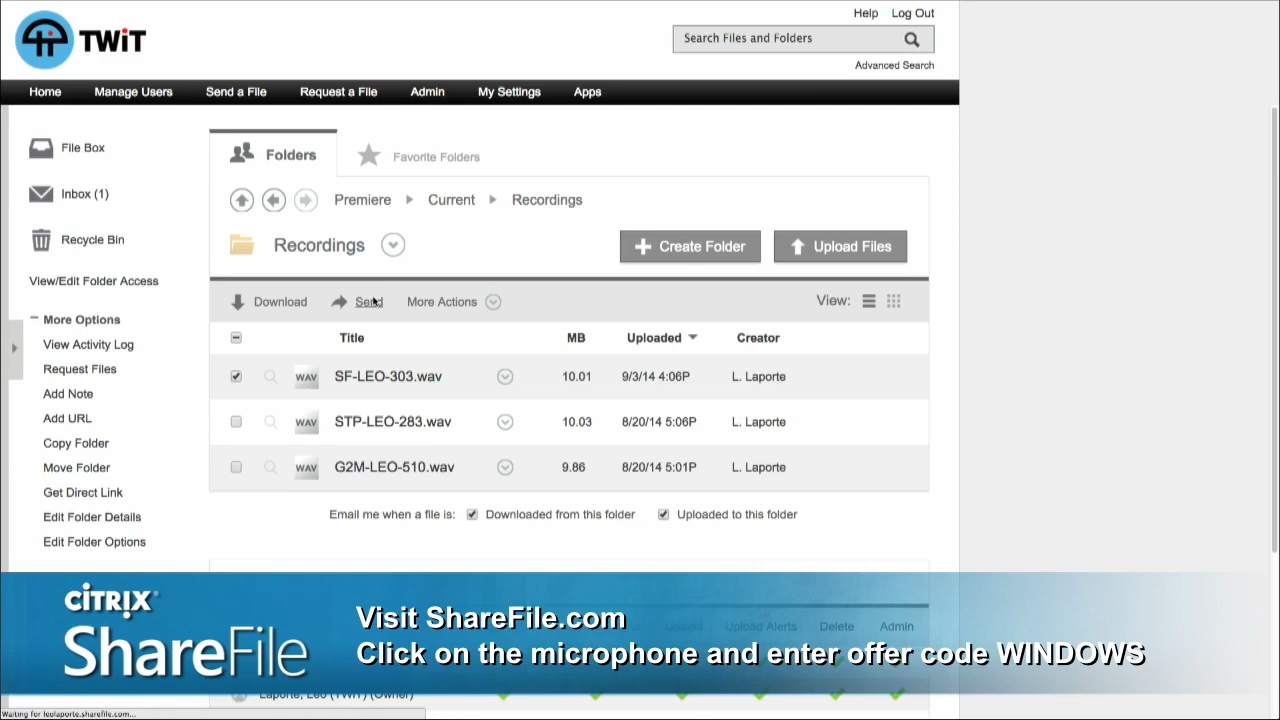 Help Log Out
TWiT
Search Files and Folders
Advanced Search
Home Manage Users Send a File Request a File Admin My Settings Apps
File Box
Inbox (1)
Recycle Bin
View/Edit Folder Access
More Options
View Activity Log
Request Files
Add Note
Add URL
Copy Folder
Move Folder
Get Direct Link
Edit Folder Details
Edit Folder Options
Folders Favorite Folders
Premiere Current Recordings
Recordings Create Folder Upload Files
Download Send More Actions View:
Title MB Uploaded Creator
WAV SF-LEO-303.wav 10.01 9/3/14 4:06P L. Laporte
WAV STP-LEO-283.wav 10.03 8/20/14 5:06P L. Laporte
WAV G2M-LEO-510.wav 9.86 8/20/14 5:01P L. Laporte
Email me when a file is: Downloaded from this folder Uploaded to this folder
Upload Upload Alerts Delete Admin
CITRIX
ShareFile
Visit ShareFile.com
Click on the microphone and enter offer code WINDOWS
Laporte, Leo (TWiT) (Owner)
Waiting for leolaporte.sharefile.com...